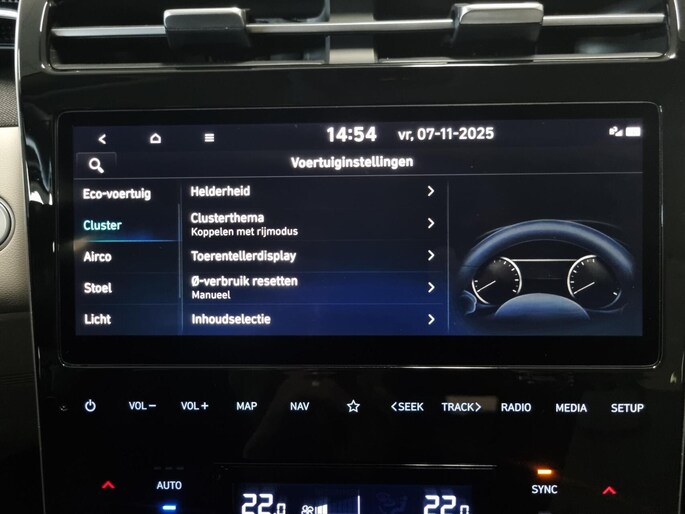 14:54 vr, 07-11-2025
Voertuiginstellingen
Eco-voertuig
Cluster
Airco
Stoel
Licht
Helderheid
Clusterthema
Koppelen met rijmodus
Toerentellerdisplay
Ø-verbruik resetten
Manueel
Inhoudselectie
VOL− VOL+ MAP NAV <SEEK TRACK> RADIO MEDIA SETUP
AUTO SYNC
22.0 22.0